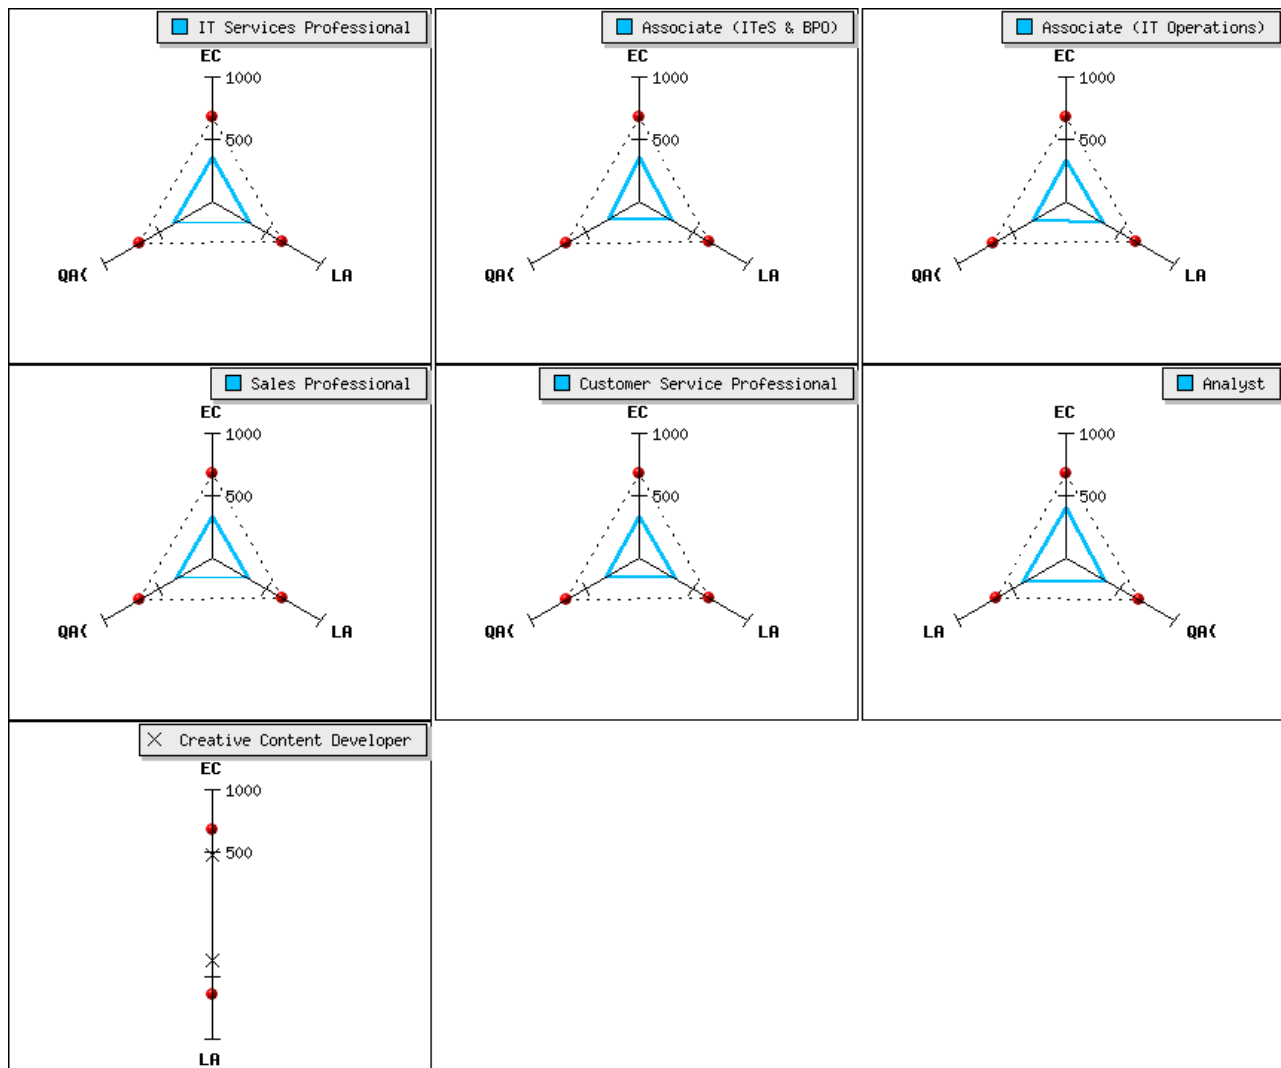 IT Services Professional
EC
1000
500
QA(
LA
Associate (ITeS & BPO)
EC
1000
500
QA(
LA
Associate (IT Operations)
EC
1000
500
QA(
LA
Sales Professional
EC
1000
500
QA(
LA
Customer Service Professional
EC
1000
500
QA(
LA
Analyst
EC
1000
500
LA
QA(
Creative Content Developer
EC
1000
500
LA